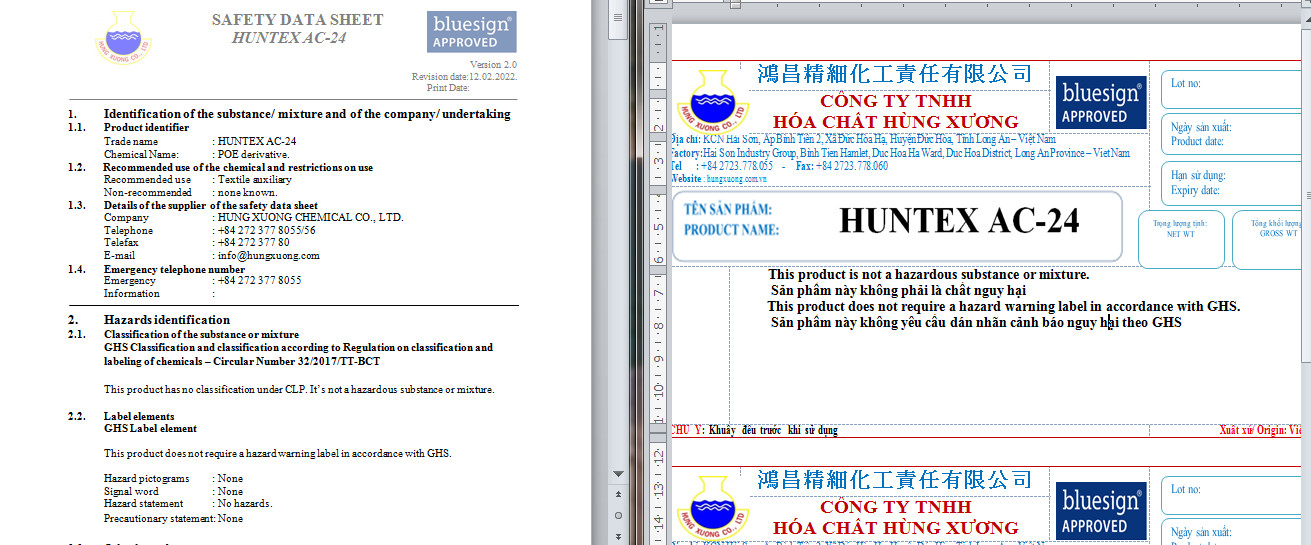 SAFETY DATA SHEET
HUNTEX AC-24
HUNG XUONG CO., LTD
bluesign®
APPROVED
Version 2.0
Revision date:12.02.2022.
Print Date:
1. Identification of the substance/ mixture and of the company/ undertaking
1.1. Product identifier
Trade name : HUNTEX AC-24
Chemical Name: : POE derivative.
1.2. Recommended use of the chemical and restrictions on use
Recommended use : Textile auxiliary
Non-recommended : none known.
1.3. Details of the supplier of the safety data sheet
Company : HUNG XUONG CHEMICAL CO., LTD.
Telephone : +84 272 377 8055/56
Telefax : +84 272 377 80
E-mail : info@hungxuong.com
1.4. Emergency telephone number
Emergency : +84 272 377 8055
Information :
2. Hazards identification
2.1. Classification of the substance or mixture
GHS Classification and classification according to Regulation on classification and
labeling of chemicals – Circular Number 32/2017/TT-BCT
This product has no classification under CLP. It's not a hazardous substance or mixture.
2.2. Label elements
GHS Label element
This product does not require a hazard warning label in accordance with GHS.
Hazard pictograms : None
Signal word : None
Hazard statement : No hazards.
Precautionary statement: None
鴻昌精細化工責任有限公司
CÔNG TY TNHH
HÓA CHẤT HÙNG XƯƠNG
HUNG XUONG CO., LTD
bluesign®
APPROVED
Địa chỉ: KCN Hải Sơn, Ấp Bình Tiền 2, Xã Đức Hòa Hạ, Huyện Đức Hòa, Tỉnh Long An – Việt Nam
Factory:Hai Son Industry Group, Binh Tien Hamlet, Duc Hoa Ha Ward, Duc Hoa District, Long An Province – Viet Nam
Tel : +84 2723.778.055 - Fax: +84 2723.778.060
Website : hungxuong.com.vn
Lot no:
Ngày sản xuất:
Product date:
Hạn sử dụng:
Expiry date:
TÊN SẢN PHẨM:
PRODUCT NAME:
HUNTEX AC-24
Trọng lượng tịnh:
NET WT
Tổng khối lượng
GROSS WT
This product is not a hazardous substance or mixture.
Sản phẩm này không phải là chất nguy hại
This product does not require a hazard warning label in accordance with GHS.
Sản phẩm này không yêu cầu dán nhãn cảnh báo nguy hại theo GHS
CHÚ Ý: Khuấy đều trước khi sử dụng
Xuất xứ/ Origin: Việ
鴻昌精細化工責任有限公司
CÔNG TY TNHH
HÓA CHẤT HÙNG XƯƠNG
HUNG XUONG CO., LTD
bluesign®
APPROVED
Lot no:
Ngày sản xuất: